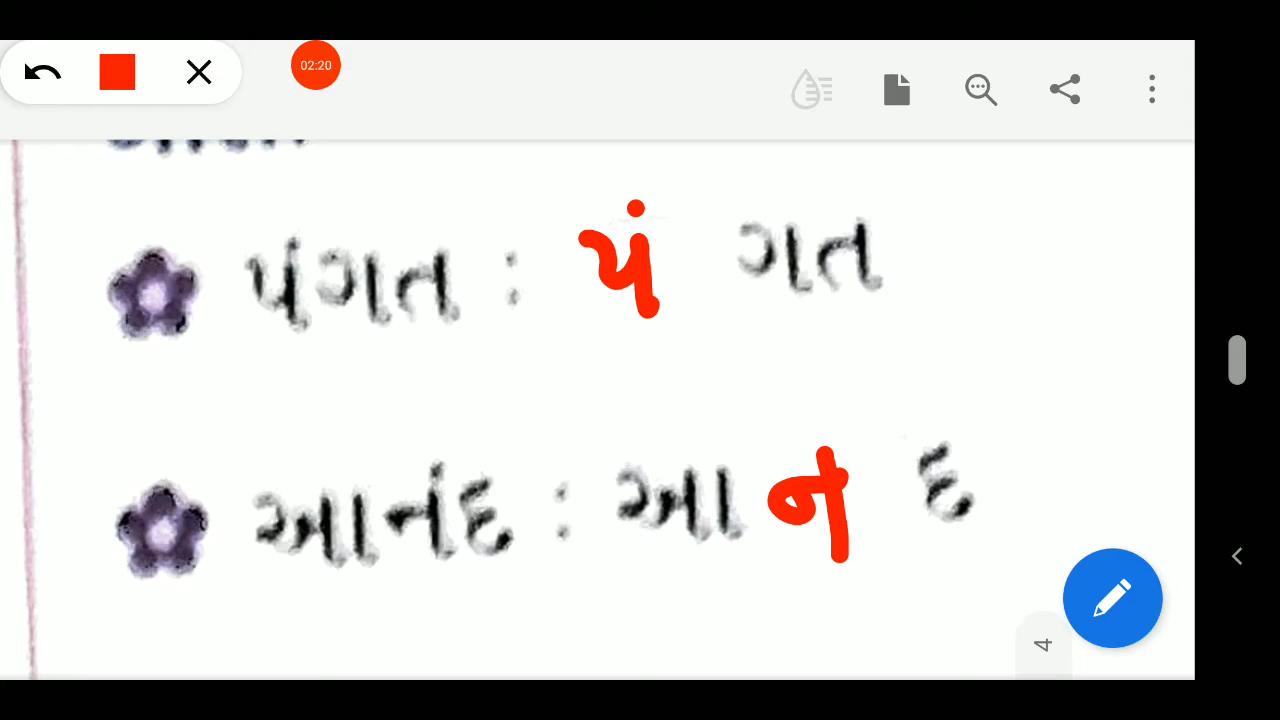 02:20
પંગત : પં ગત
આનંદ : આ ન દ
4